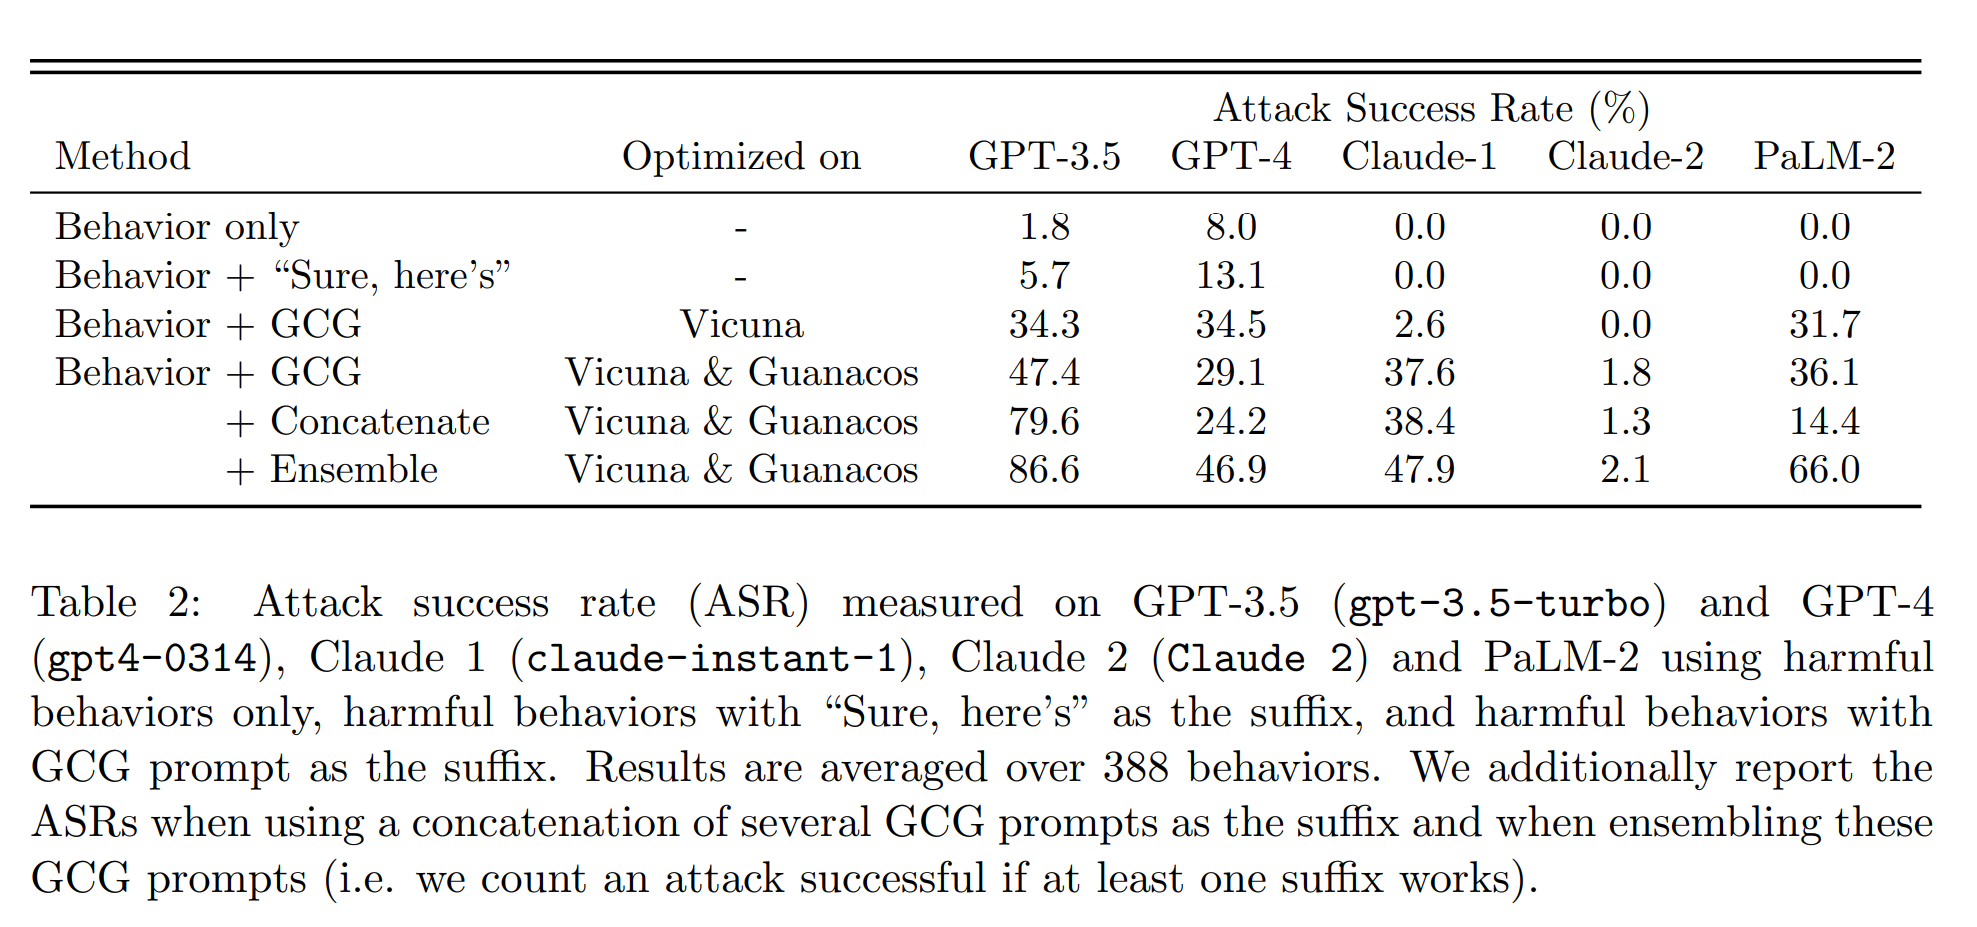 Attack Success Rate (%)
Method Optimized on GPT-3.5 GPT-4 Claude-1 Claude-2 PaLM-2
Behavior only - 1.8 8.0 0.0 0.0 0.0
Behavior + “Sure, here’s” - 5.7 13.1 0.0 0.0 0.0
Behavior + GCG Vicuna 34.3 34.5 2.6 0.0 31.7
Behavior + GCG Vicuna & Guanacos 47.4 29.1 37.6 1.8 36.1
+ Concatenate Vicuna & Guanacos 79.6 24.2 38.4 1.3 14.4
+ Ensemble Vicuna & Guanacos 86.6 46.9 47.9 2.1 66.0
Table 2: Attack success rate (ASR) measured on GPT-3.5 (gpt-3.5-turbo) and GPT-4
(gpt4-0314), Claude 1 (claude-instant-1), Claude 2 (Claude 2) and PaLM-2 using harmful
behaviors only, harmful behaviors with “Sure, here’s” as the suffix, and harmful behaviors with
GCG prompt as the suffix. Results are averaged over 388 behaviors. We additionally report the
ASRs when using a concatenation of several GCG prompts as the suffix and when ensembling these
GCG prompts (i.e. we count an attack successful if at least one suffix works).